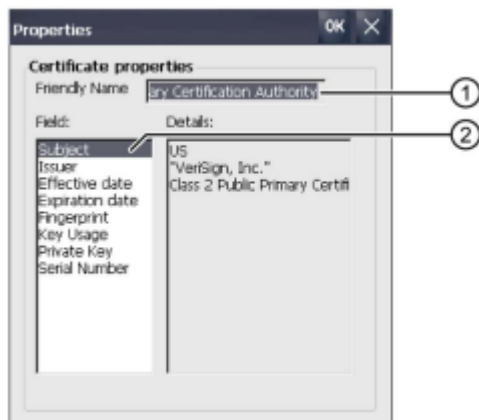 Properties OK
Certificate properties
Friendly Name ary Certification Authority
1
Field: Details:
2
Subject
Issuer
Effective date
Expiration date
Fingerprint
Key Usage
Private Key
Serial Number
US
"VeriSign, Inc."
Class 2 Public Primary Certifi